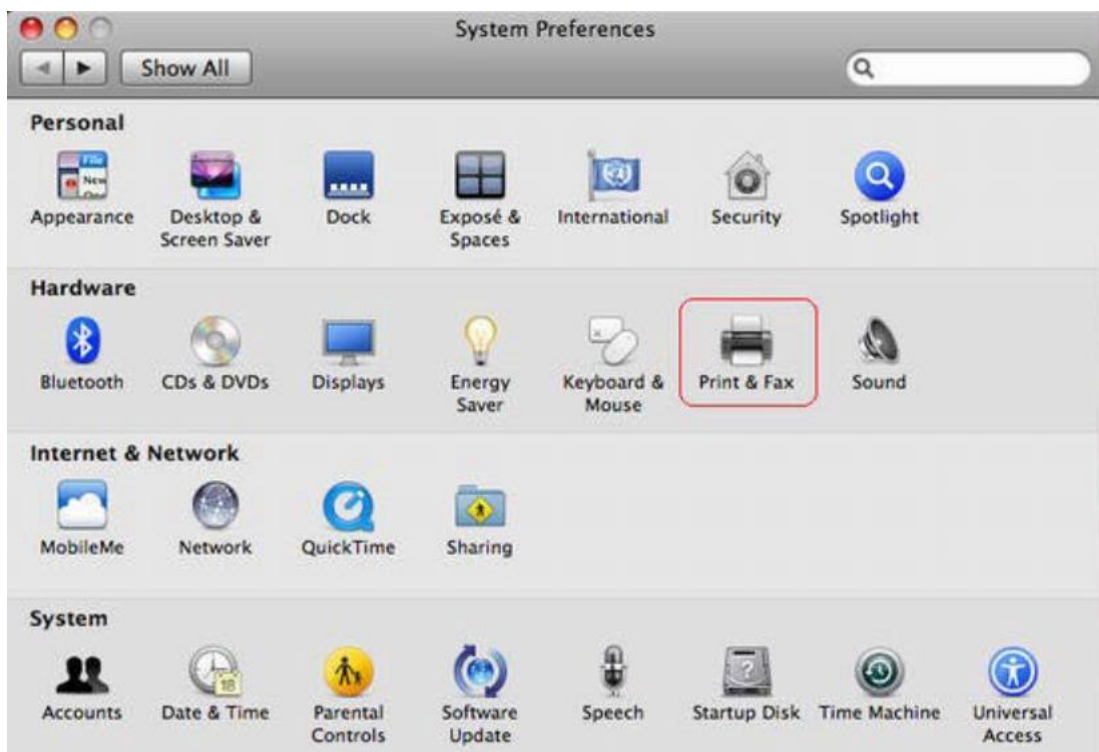 System Preferences
Show All
Personal
Appearance
Desktop &
Screen Saver
Dock
Exposé &
Spaces
International
Security
Spotlight
Hardware
Bluetooth
CDs & DVDs
Displays
Energy
Saver
Keyboard &
Mouse
Print & Fax
Sound
Internet & Network
MobileMe
Network
QuickTime
Sharing
System
Accounts
18
Date & Time
Parental
Controls
Software
Update
Speech
?
Startup Disk
Time Machine
Universal
Access